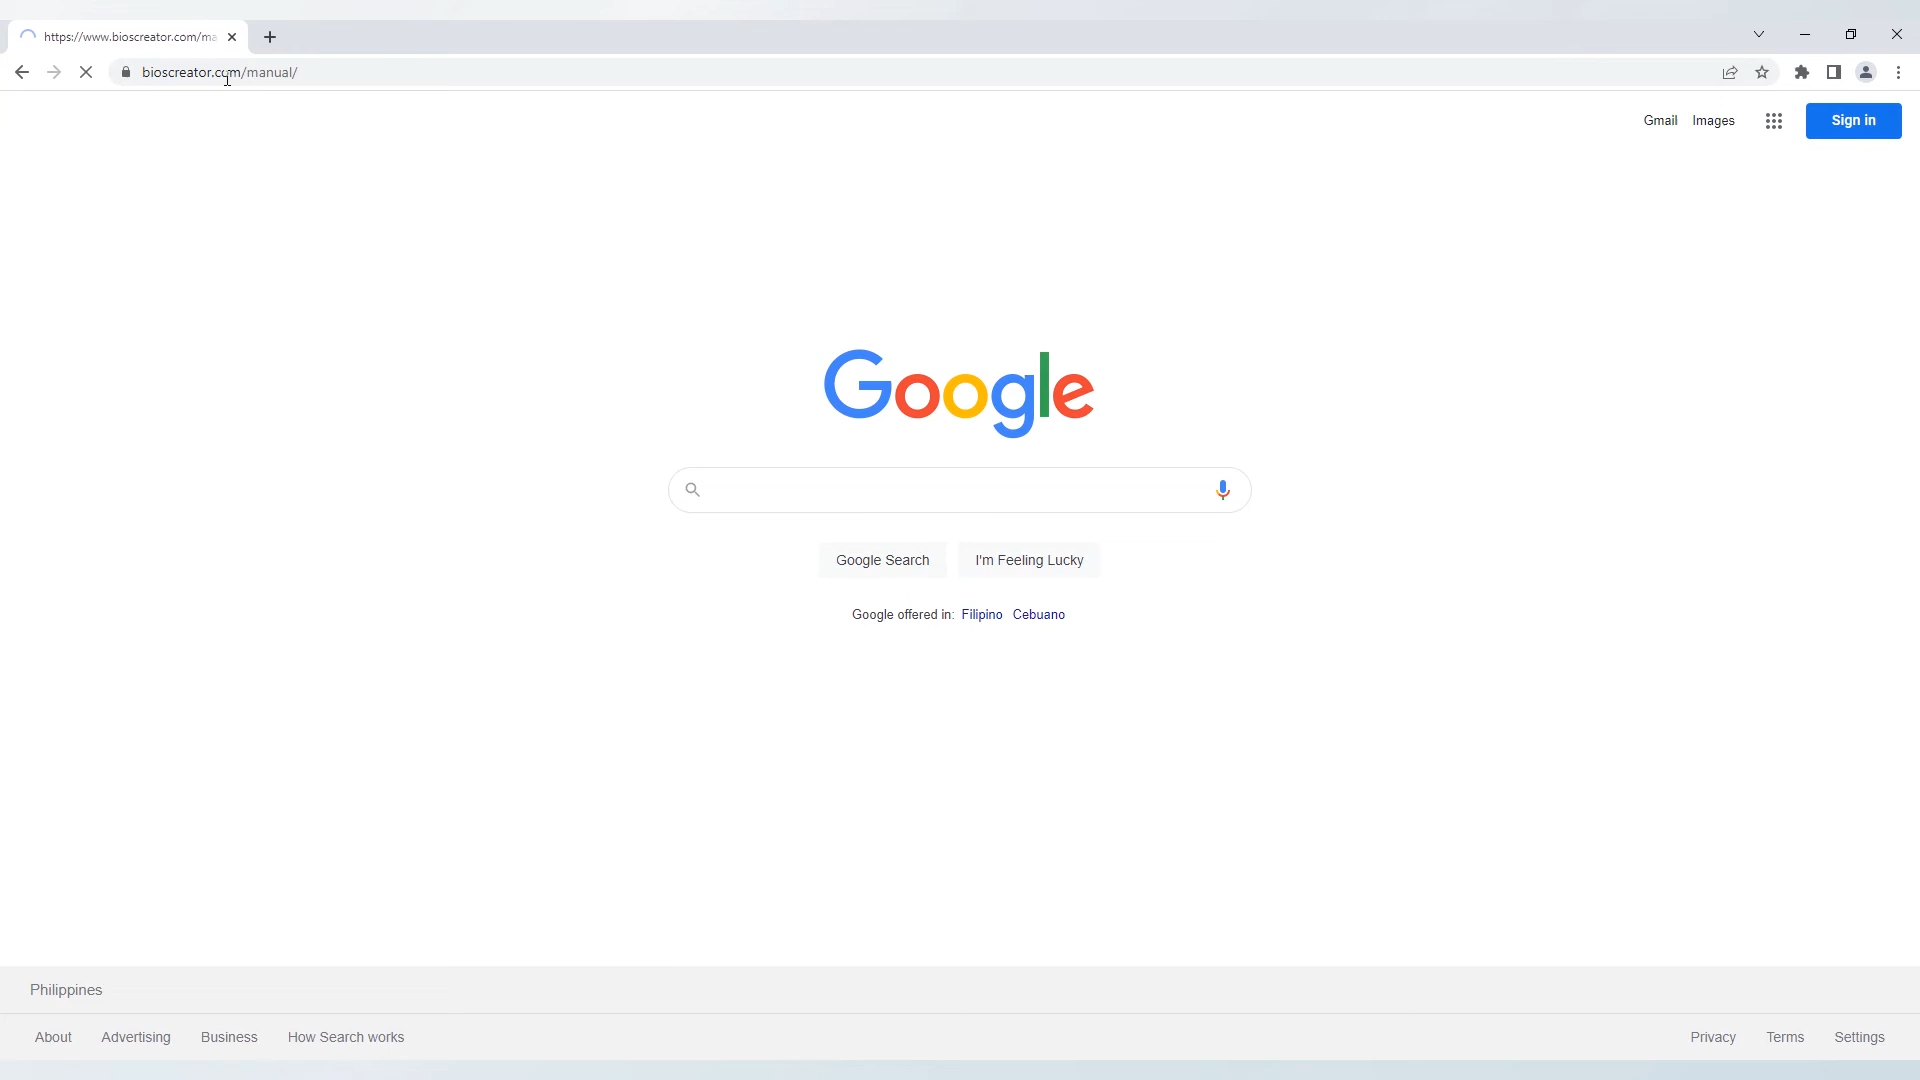 https://www.bioscreator.com/ma
bioscreator.com/manual/
Gmail Images Sign in
Google
Google Search I'm Feeling Lucky
Google offered in: Filipino Cebuano
Philippines
About Advertising Business How Search works Privacy Terms Settings